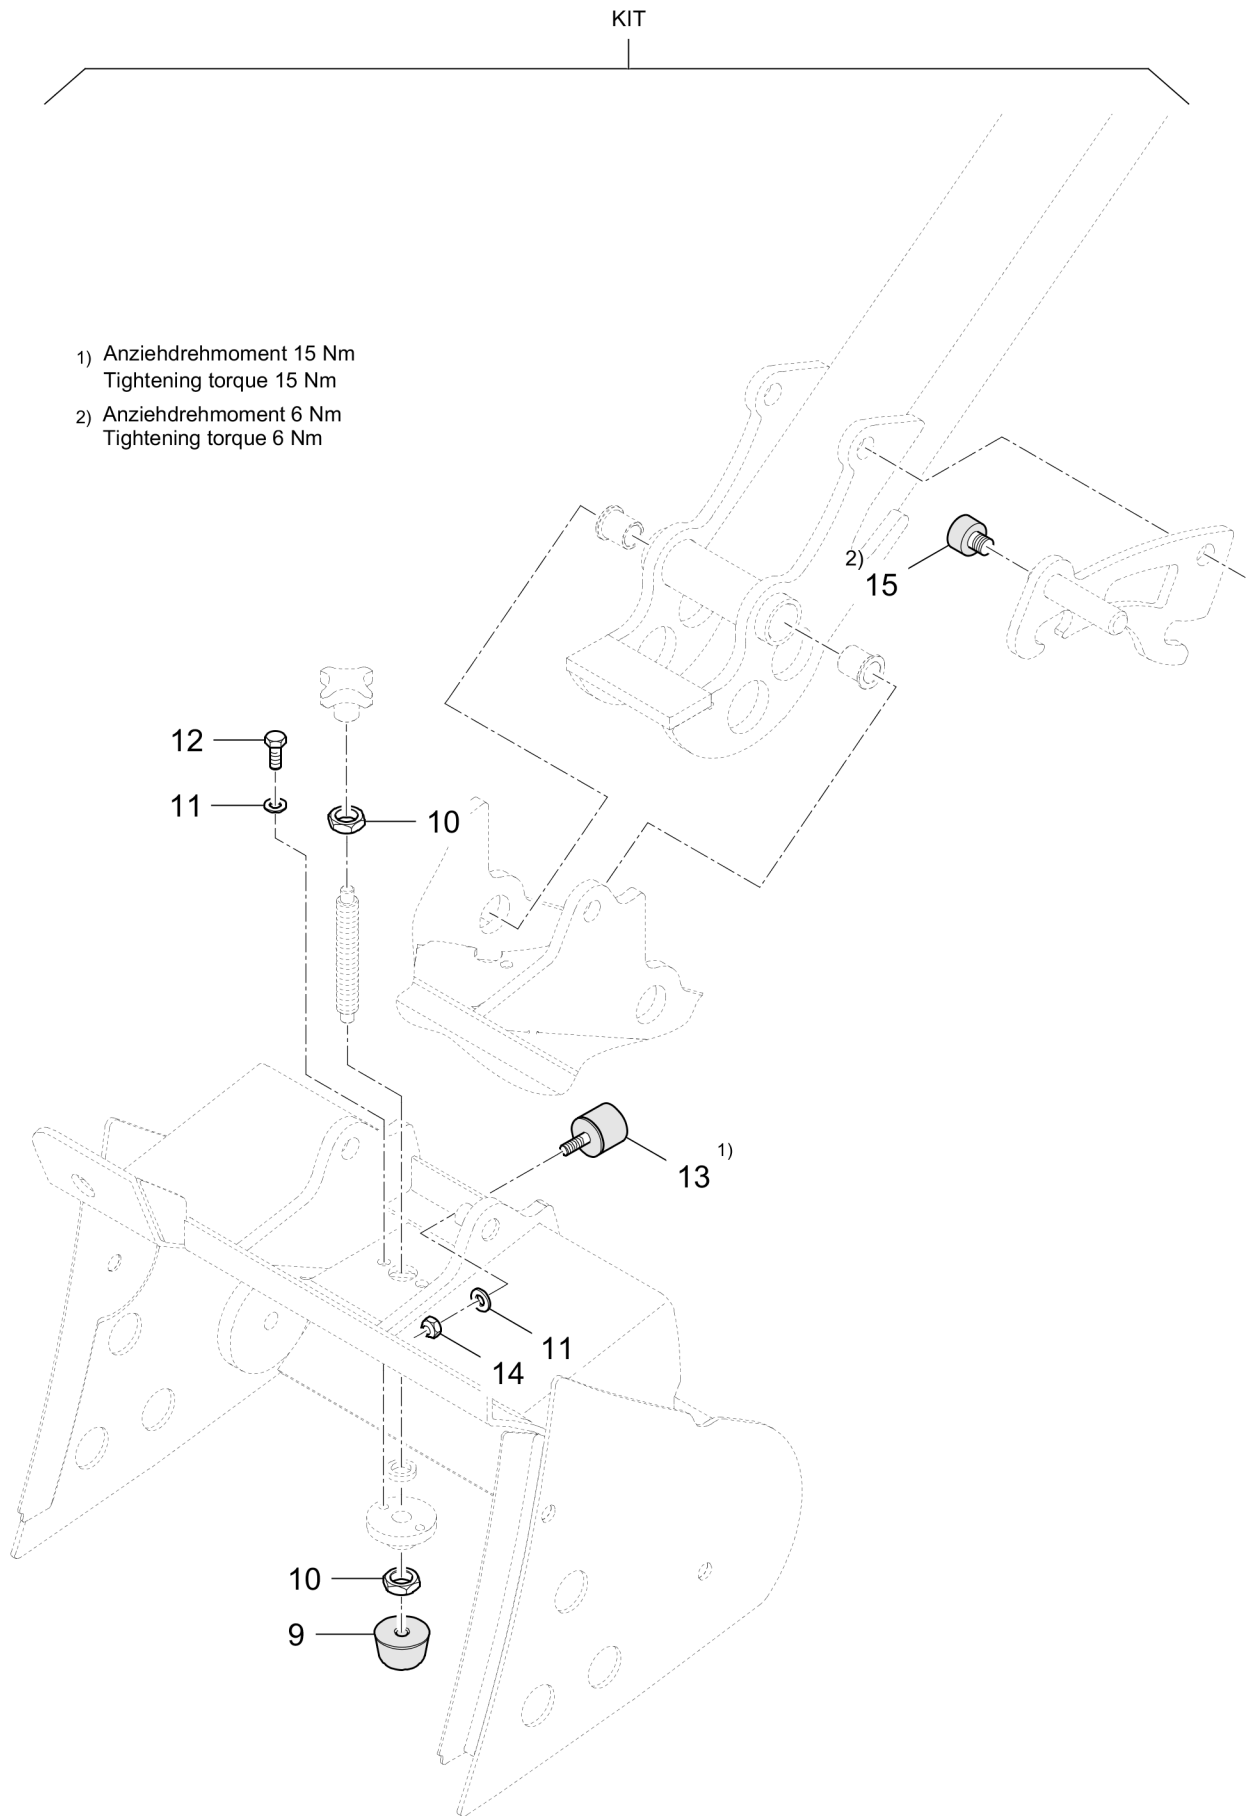 KIT
1) Anziehdrehmoment 15 Nm
Tightening torque 15 Nm
2) Anziehdrehmoment 6 Nm
Tightening torque 6 Nm
2)
15
12
11
10
1)
13
11
14
10
9